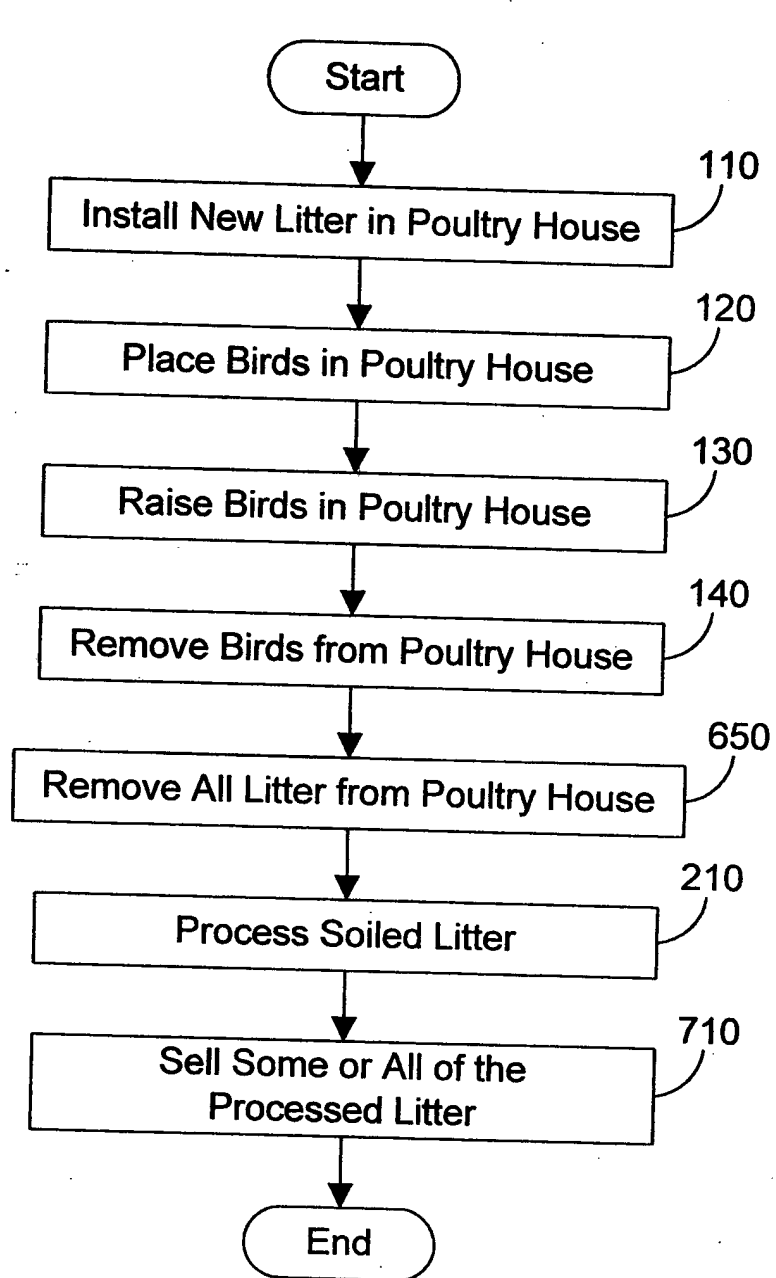 Start
110
Install New Litter in Poultry House
120
Place Birds in Poultry House
130
Raise Birds in Poultry House
140
Remove Birds from Poultry House
650
Remove All Litter from Poultry House
210
Process Soiled Litter
710
Sell Some or All of the
Processed Litter
End